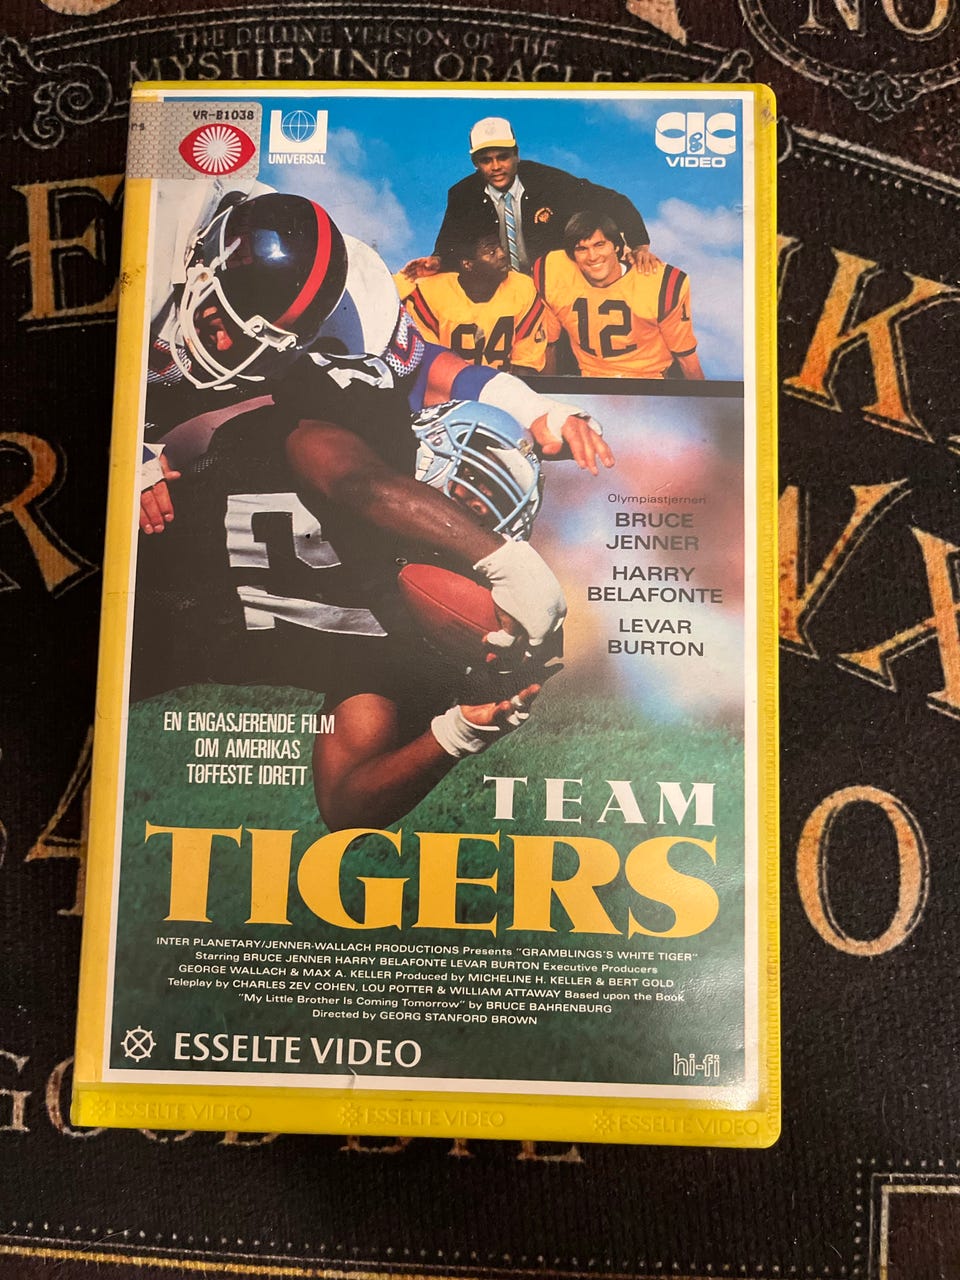 THE DELUXE VERSION OF THE
MYSTIFYING ORACLE
NO
VR-B1038
UNIVERSAL
CIC
VIDEO
94
12
1
Olympiastjernen
BRUCE
JENNER
HARRY
BELAFONTE
LEVAR
BURTON
EN ENGASJERENDE FILM
OM AMERIKAS
TØFFESTE IDRETT
TEAM
TIGERS
INTER PLANETARY/JENNER-WALLACH PRODUCTIONS Presents "GRAMBLINGS'S WHITE TIGER"
Starring BRUCE JENNER HARRY BELAFONTE LEVAR BURTON Executive Producers
GEORGE WALLACH & MAX A. KELLER Produced by MICHELINE H. KELLER & BERT GOLD
Teleplay by CHARLES ZEV COHEN, LOU POTTER & WILLIAM ATTAWAY Based upon the Book
"My Little Brother Is Coming Tomorrow" by BRUCE BAHRENBURG
Directed by GEORG STANFORD BROWN
ESSELTE VIDEO
hi-fi
ESSELTE VIDEO ESSELTE VIDEO ESSELTE VIDEO
E
K
R
W
X
4
O
GOOD BYE